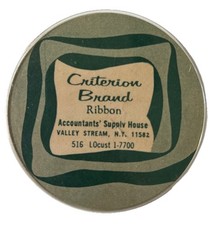 Criterion
Brand
Ribbon
Accountants' Supply House
VALLEY STREAM, N.Y. 11582
516 LOcust 1-7700